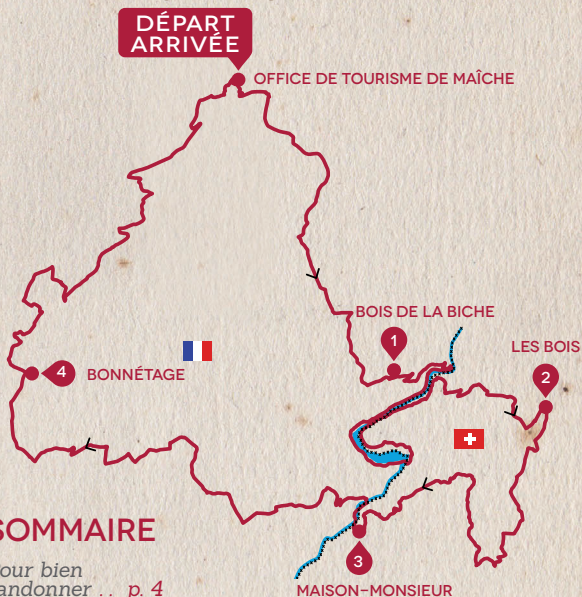 DÉPART
ARRIVÉE
OFFICE DE TOURISME DE MAÎCHE
BOIS DE LA BICHE
1
LES BOIS
2
4
BONNÉTAGE
SOMMAIRE
our bien
andonner . . p. 4
3
MAISON-MONSIEUR